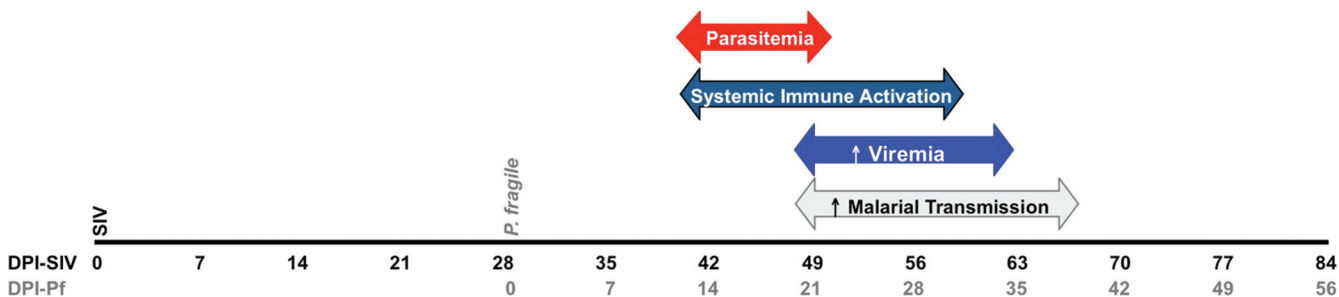 Parasitemia
Systemic Immune Activation
↑ Viremia
↑ Malarial Transmission
SIV
P. fragile
DPI-SIV 0 7 14 21 28 35 42 49 56 63 70 77 84
DPI-Pf 0 7 14 21 28 35 42 49 56